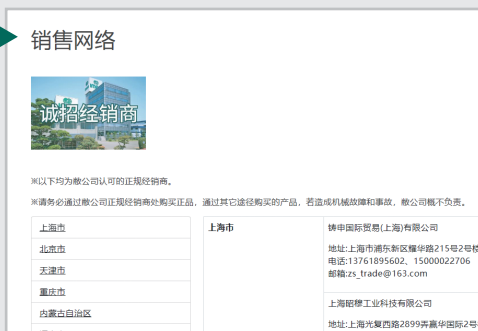 销售网络
诚招经销商
※以下均为敝公司认可的正规经销商。
※请务必通过敝公司正规经销商处购买正品，通过其它途径购买的产品，若造成机械故障和事故，敝公司概不负责。
上海市
北京市
天津市
重庆市
内蒙古自治区
上海市
铸申国际贸易(上海)有限公司
地址:上海市浦东新区耀华路215号2号楼
电话:13761895602、15000022706
邮箱:zs_trade@163.com
上海昭穆工业科技有限公司
地址:上海光复西路2899弄赢华国际2号